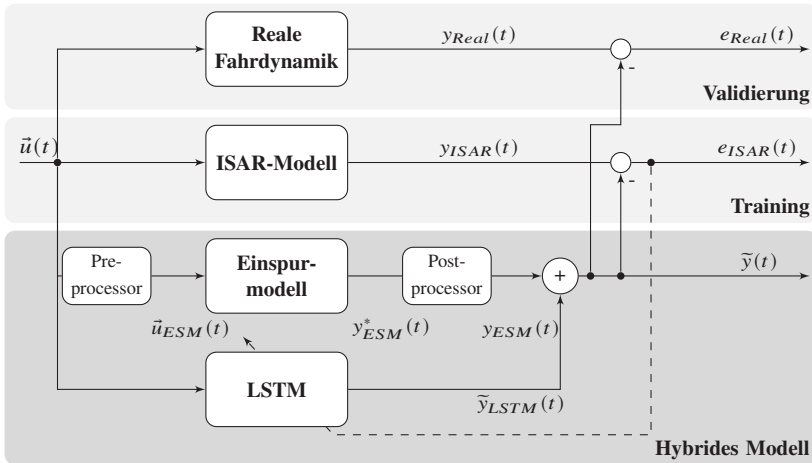 Reale
Fahrdynamik
y_Real(t)
e_Real(t)
-
Validierung
u⃗(t)
ISAR-Modell
y_ISAR(t)
e_ISAR(t)
-
Training
Pre-
processor
Einspur-
modell
Post-
processor
+
ỹ(t)
u⃗_ESM(t)
y*_ESM(t)
y_ESM(t)
LSTM
ỹ_LSTM(t)
Hybrides Modell